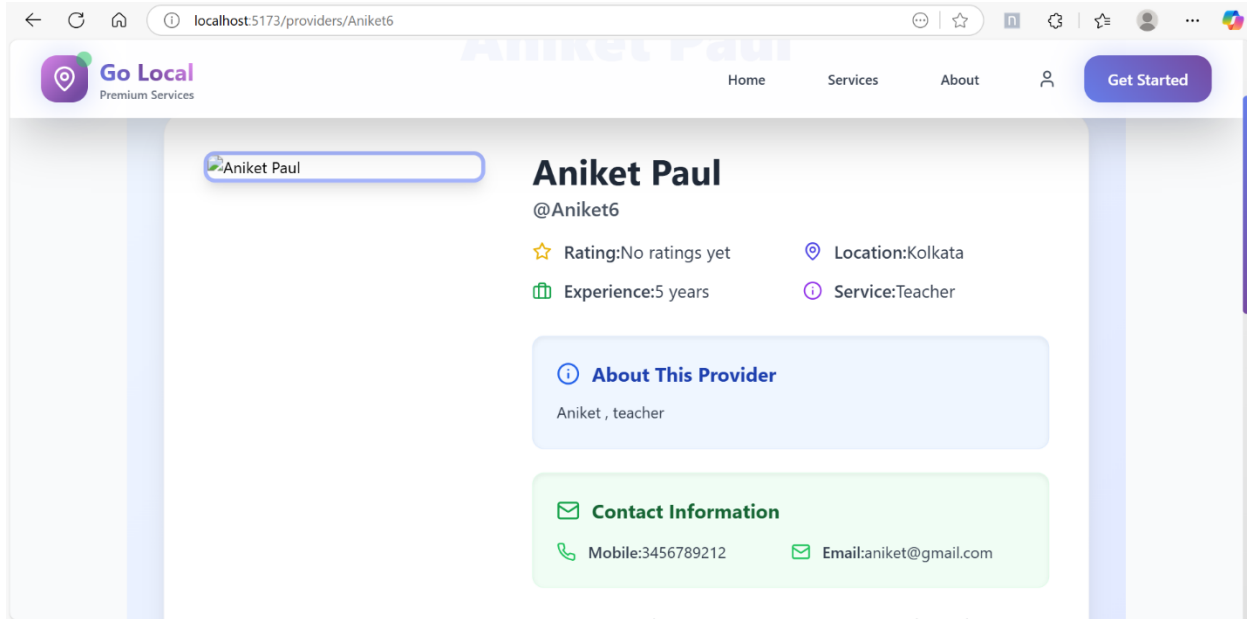 localhost:5173/providers/Aniket6
Aniket Paul
Go Local
Premium Services
Home Services About Get Started
Aniket Paul
Aniket Paul
@Aniket6
Rating:No ratings yet Location:Kolkata
Experience:5 years Service:Teacher
About This Provider
Aniket , teacher
Contact Information
Mobile:3456789212 Email:aniket@gmail.com